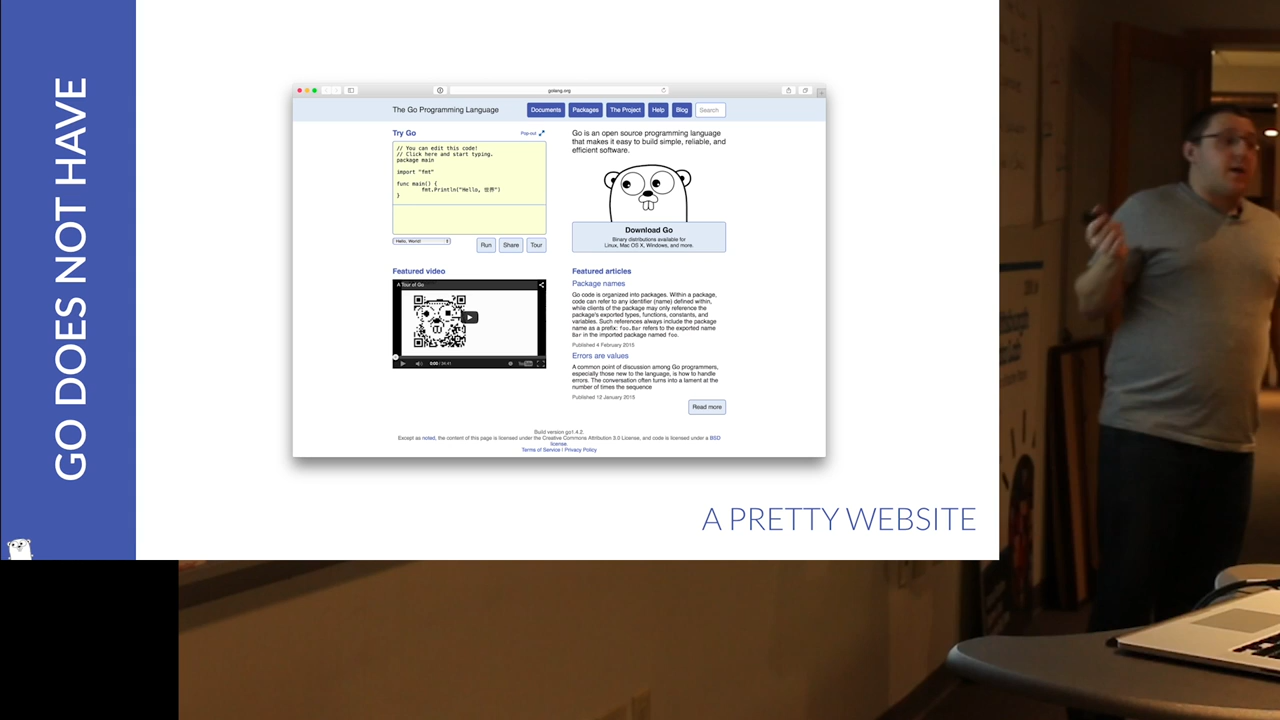 GO DOES NOT HAVE
golang.org
The Go Programming Language
Documents
Packages
The Project
Help
Blog
Search
Try Go
Pop-out
// You can edit this code!
// Click here and start typing.
package main
import "fmt"
func main() {
fmt.Println("Hello, 世界")
}
Hello, World!
Run
Share
Tour
Go is an open source programming language
that makes it easy to build simple, reliable, and
efficient software.
Download Go
Binary distributions available for
Linux, Mac OS X, Windows, and more.
Featured video
A Tour of Go
0:00
YouTube
Featured articles
Package names
Go code is organized into packages. Within a package,
code can refer to any identifier (name) defined within,
while clients of the package may only reference the
package's exported types, functions, constants, and
variables. Such references always include the package
name as a prefix: foo.Bar refers to the exported name
Bar in the imported package named foo.
Published 4 February 2015
Errors are values
A common point of discussion among Go programmers,
especially those new to the language, is how to handle
errors. The conversation often turns into a lament at the
number of times the sequence
Published 12 January 2015
Read more
Build version go1.4.2.
Except as noted, the content of this page is licensed under the Creative Commons Attribution 3.0 License, and code is licensed under a BSD
license.
Terms of Service | Privacy Policy
A PRETTY WEBSITE